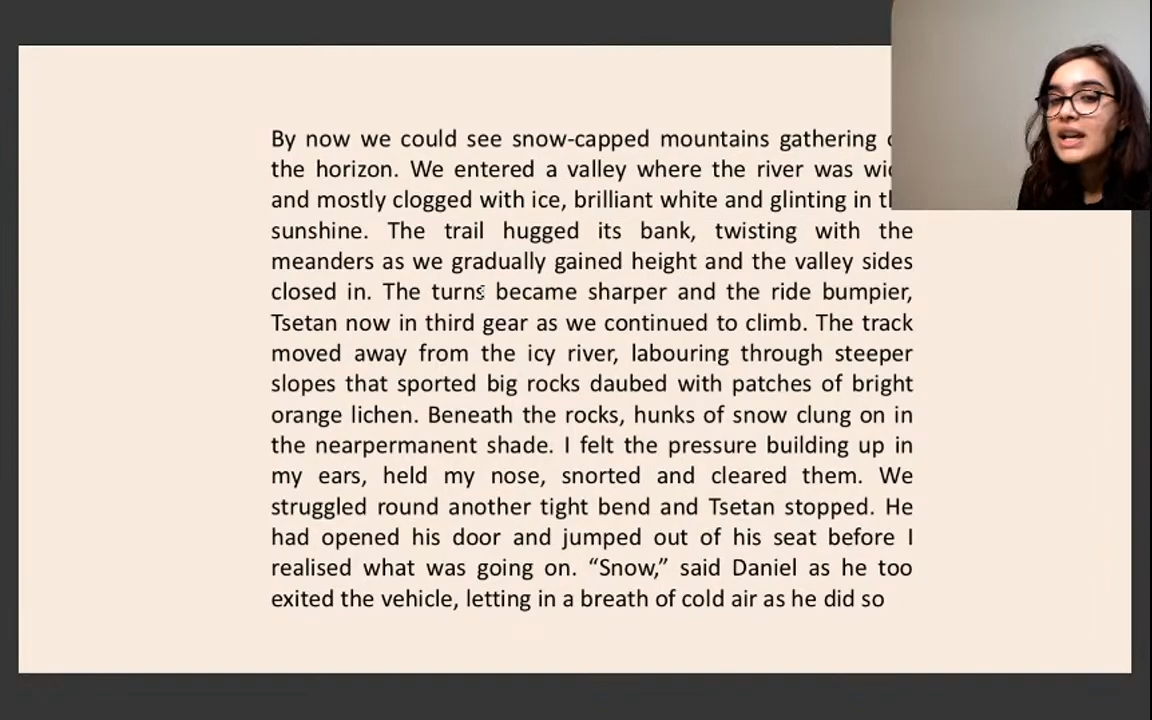 By now we could see snow-capped mountains gathering
the horizon. We entered a valley where the river was
and mostly clogged with ice, brilliant white and glinting in
sunshine. The trail hugged its bank, twisting with the
meanders as we gradually gained height and the valley sides
closed in. The turns became sharper and the ride bumpier,
Tsetan now in third gear as we continued to climb. The track
moved away from the icy river, labouring through steeper
slopes that sported big rocks daubed with patches of bright
orange lichen. Beneath the rocks, hunks of snow clung on in
the nearpermanent shade. I felt the pressure building up in
my ears, held my nose, snorted and cleared them. We
struggled round another tight bend and Tsetan stopped. He
had opened his door and jumped out of his seat before I
realised what was going on. “Snow,” said Daniel as he too
exited the vehicle, letting in a breath of cold air as he did so